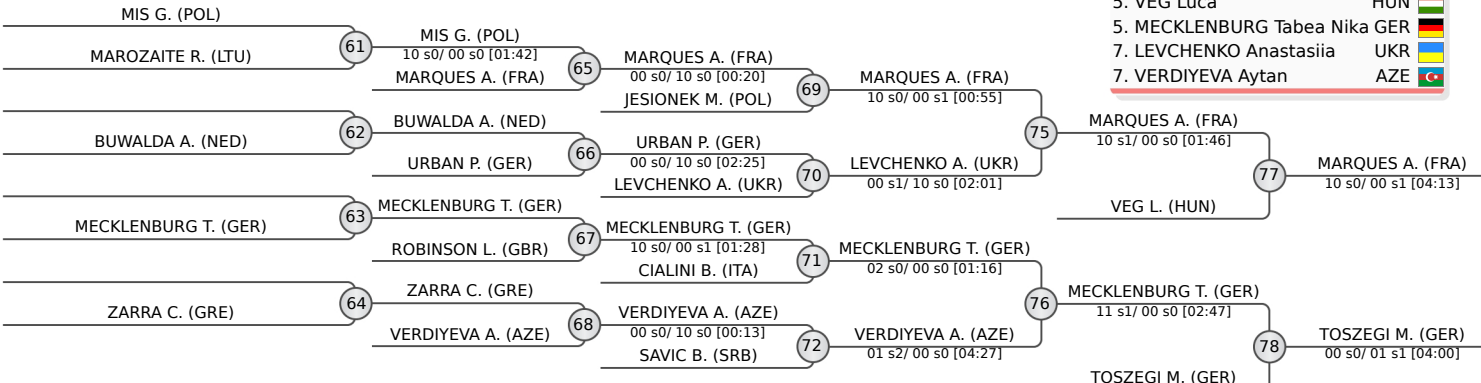 MIS G. (POL)
MAROZAITE R. (LTU)
61
BUWALDA A. (NED)
62
MECKLENBURG T. (GER)
63
ZARRA C. (GRE)
64
MIS G. (POL)
10 s0/ 00 s0 [01:42]
MARQUES A. (FRA)
65
BUWALDA A. (NED)
URBAN P. (GER)
66
MECKLENBURG T. (GER)
ROBINSON L. (GBR)
67
ZARRA C. (GRE)
VERDIYEVA A. (AZE)
68
MARQUES A. (FRA)
00 s0/ 10 s0 [00:20]
JESIONEK M. (POL)
69
URBAN P. (GER)
00 s0/ 10 s0 [02:25]
LEVCHENKO A. (UKR)
70
MECKLENBURG T. (GER)
10 s0/ 00 s1 [01:28]
CIALINI B. (ITA)
71
VERDIYEVA A. (AZE)
00 s0/ 10 s0 [00:13]
SAVIC B. (SRB)
72
MARQUES A. (FRA)
10 s0/ 00 s1 [00:55]
LEVCHENKO A. (UKR)
00 s1/ 10 s0 [02:01]
75
MECKLENBURG T. (GER)
02 s0/ 00 s0 [01:16]
VERDIYEVA A. (AZE)
01 s2/ 00 s0 [04:27]
76
MARQUES A. (FRA)
10 s1/ 00 s0 [01:46]
VEG L. (HUN)
77
MECKLENBURG T. (GER)
11 s1/ 00 s0 [02:47]
TOSZEGI M. (GER)
78
MARQUES A. (FRA)
10 s0/ 00 s1 [04:13]
TOSZEGI M. (GER)
00 s0/ 01 s1 [04:00]
5. VEG Luca HUN
5. MECKLENBURG Tabea Nika GER
7. LEVCHENKO Anastasiia UKR
7. VERDIYEVA Aytan AZE